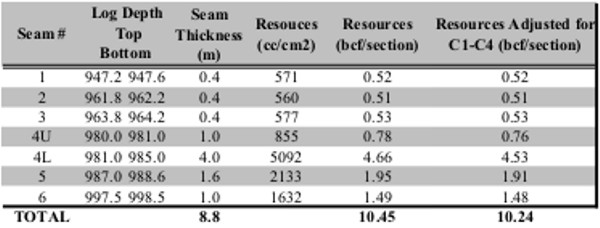 Seam # Log Depth Top Bottom Seam Thickness (m) Resouces (cc/cm2) Resources (bcf/section) Resources Adjusted for C1-C4 (bcf/section)
1 947.2 947.6 0.4 571 0.52 0.52
2 961.8 962.2 0.4 560 0.51 0.51
3 963.8 964.2 0.4 577 0.53 0.53
4U 980.0 981.0 1.0 855 0.78 0.76
4L 981.0 985.0 4.0 5092 4.66 4.53
5 987.0 988.6 1.6 2133 1.95 1.91
6 997.5 998.5 1.0 1632 1.49 1.48
TOTAL 8.8 10.45 10.24